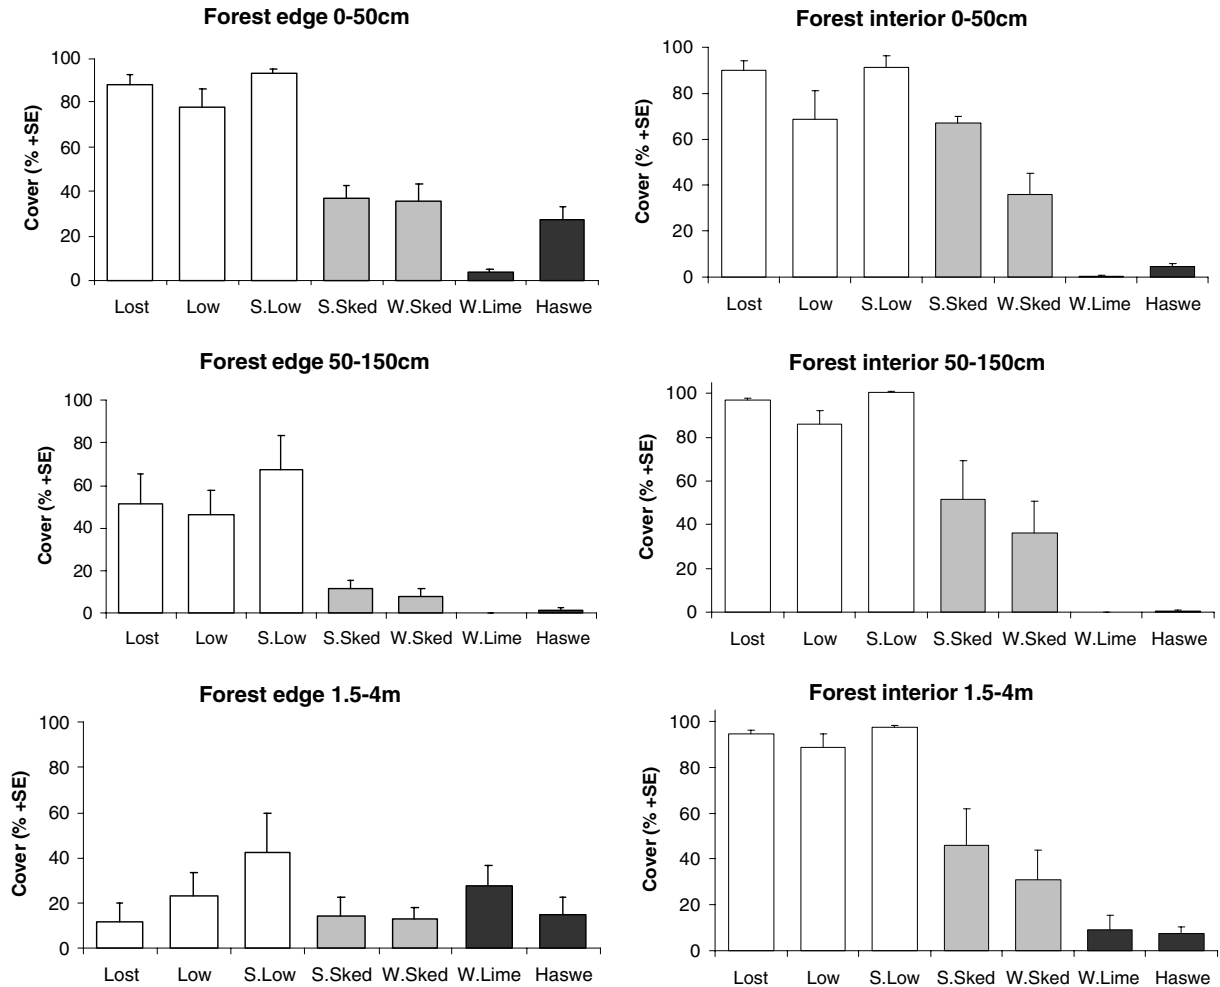 Forest edge 0-50cm
Cover (% +SE)
100
80
60
40
20
0
Lost Low S.Low S.Sked W.Sked W.Lime Haswe
Forest interior 0-50cm
Cover (% +SE)
100
80
60
40
20
0
Lost Low S.Low S.Sked W.Sked W.Lime Haswe
Forest edge 50-150cm
Cover (% +SE)
100
80
60
40
20
0
Lost Low S.Low S.Sked W.Sked W.Lime Haswe
Forest interior 50-150cm
Cover (% +SE)
100
80
60
40
20
0
Lost Low S.Low S.Sked W.Sked W.Lime Haswe
Forest edge 1.5-4m
Cover (% +SE)
100
80
60
40
20
0
Lost Low S.Low S.Sked W.Sked W.Lime Haswe
Forest interior 1.5-4m
Cover (% +SE)
100
80
60
40
20
0
Lost Low S.Low S.Sked W.Sked W.Lime Haswe